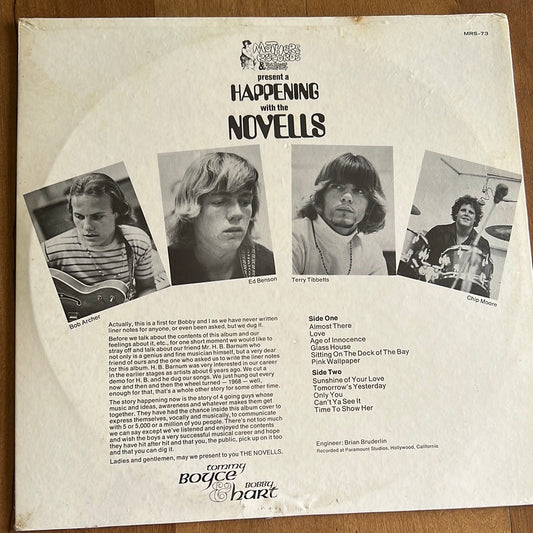 MRS-73
MOTHERS
RECORDS
&
present a
HAPPENING
with the
NOVELLS
Bob Archer
Ed Benson
Terry Tibbetts
Chip Moore
Actually, this is a first for Bobby and I as we have never written
liner notes for anyone, or even been asked, but we dug it.
Before we talk about the contents of this album and our
feelings about it, etc., for one short moment we would like to
stray off and talk about our friend Mr. H. B. Barnum who
not only is a genius and fine musician himself, but a very dear
friend of ours and the one who asked us to write the liner notes
for this album. H. B. Barnum was very interested in our career
in the earlier stages as artists about 6 years ago. We cut a
demo for H. B. and he dug our songs. We just hung out every
now and then and then the wheel turned — 1968 — well,
enough for that, that's a whole other story for some other time.
The story happening now is the story of 4 going guys whose
music and ideas, awareness and whatever makes them get
together. They have had the chance inside this album cover to
express themselves, vocally and musically, to communicate
with 5 or 5,000 or a million of you people. There's not too much
we can say except we've listened and enjoyed the contents
and wish the boys a very successful musical career and hope
they have hit after hit and that you, the public, pick up on it too
and that you can dig it.
Ladies and gentlemen, may we present to you THE NOVELLS.
tommy
BOYCE
&
BOBBY
hart
Side One
Almost There
Love
Age of Innocence
Glass House
Sitting On The Dock of The Bay
Pink Wallpaper
Side Two
Sunshine of Your Love
Tomorrow's Yesterday
Only You
Can't Ya See It
Time To Show Her
Engineer: Brian Bruderlin
Recorded at Paramount Studios, Hollywood, California.